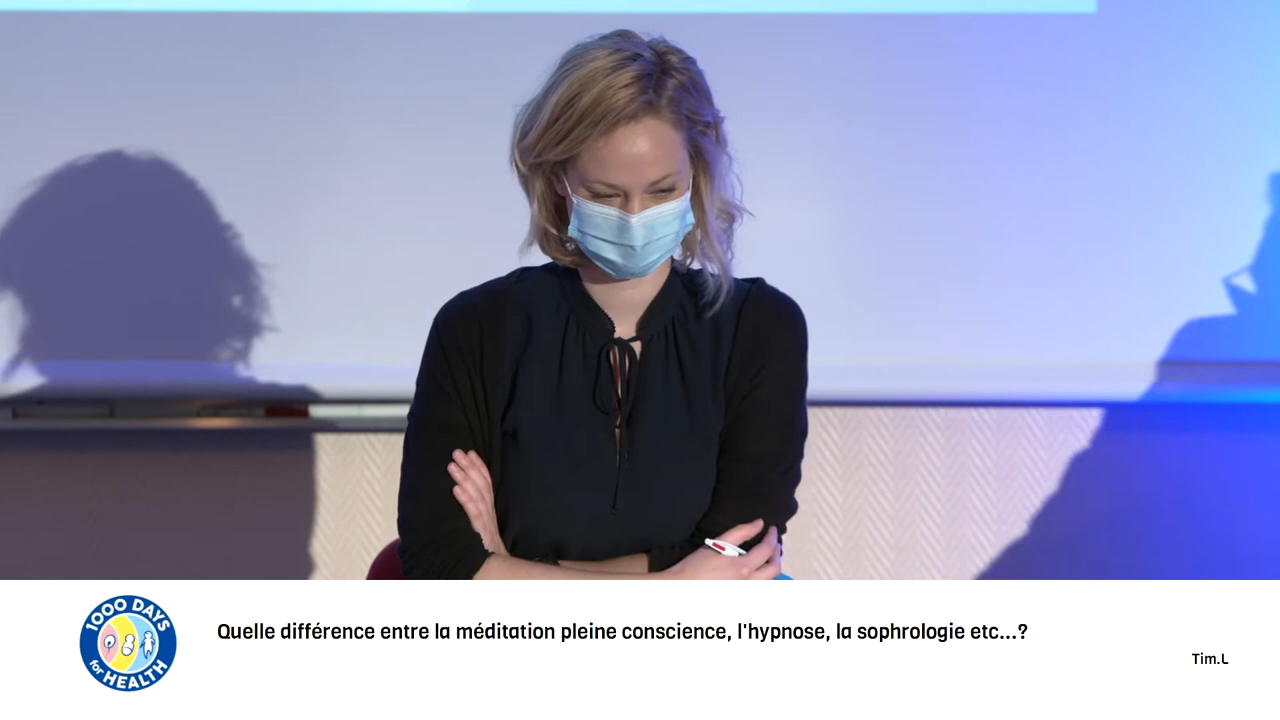 1000 DAYS
for HEALTH
Quelle différence entre la méditation pleine conscience, l'hypnose, la sophrologie etc...?
Tim.L